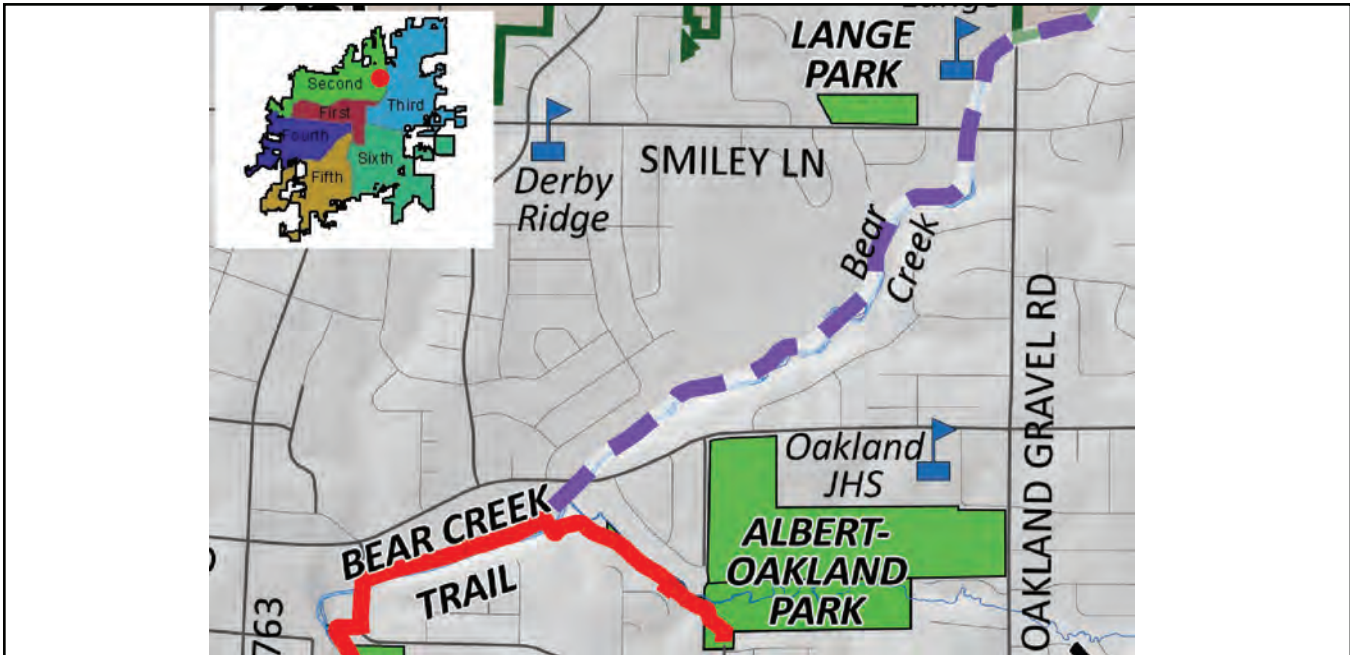 Second
Third
First
Fourth
Sixth
Fifth
LANGE
PARK
SMILEY LN
Derby
Ridge
Bear
Creek
OAKLAND GRAVEL RD
Oakland
JHS
BEAR CREEK
TRAIL
ALBERT-
OAKLAND
PARK
763